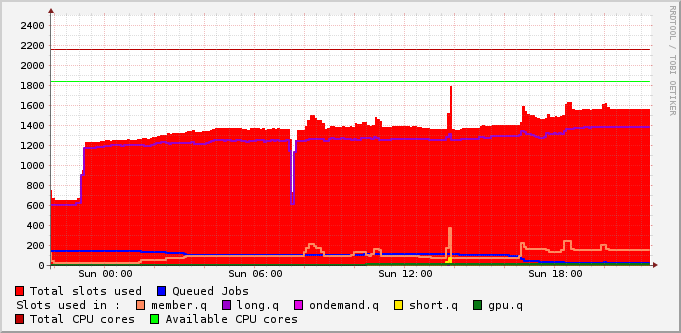 2400
2200
2000
1800
1600
1400
1200
1000
800
600
400
200
0
Sun 00:00 Sun 06:00 Sun 12:00 Sun 18:00
Total slots used Queued Jobs
Slots used in : member.q long.q ondemand.q short.q gpu.q
Total CPU cores Available CPU cores
RRDTOOL / TOBI OETIKER